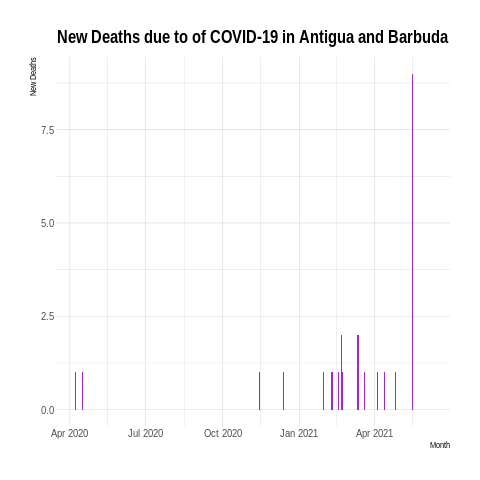 New Deaths due to of COVID-19 in Antigua and Barbuda
New Deaths
7.5
5.0
2.5
0.0
Apr 2020 Jul 2020 Oct 2020 Jan 2021 Apr 2021
Month